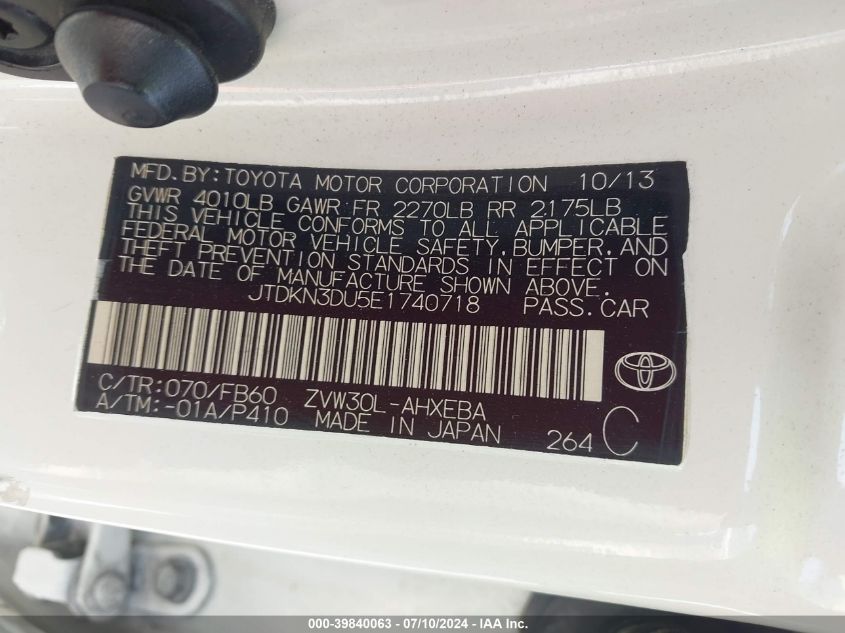 MFD.BY:TOYOTA MOTOR CORPORATION 10/13
GVWR 4010LB GAWR FR 2270LB RR 2175LB
THIS VEHICLE CONFORMS TO ALL APPLICABLE
FEDERAL MOTOR VEHICLE SAFETY, BUMPER, AND
THEFT PREVENTION STANDARDS IN EFFECT ON
THE DATE OF MANUFACTURE SHOWN ABOVE.
JTDKN3DU5E1740718 PASS.CAR
C/TR:070/FB60 ZVW30L-AHXEBA
A/TM:-01A/P410 MADE IN JAPAN 264 C
000-39840063 - 07/10/2024 - IAA Inc.